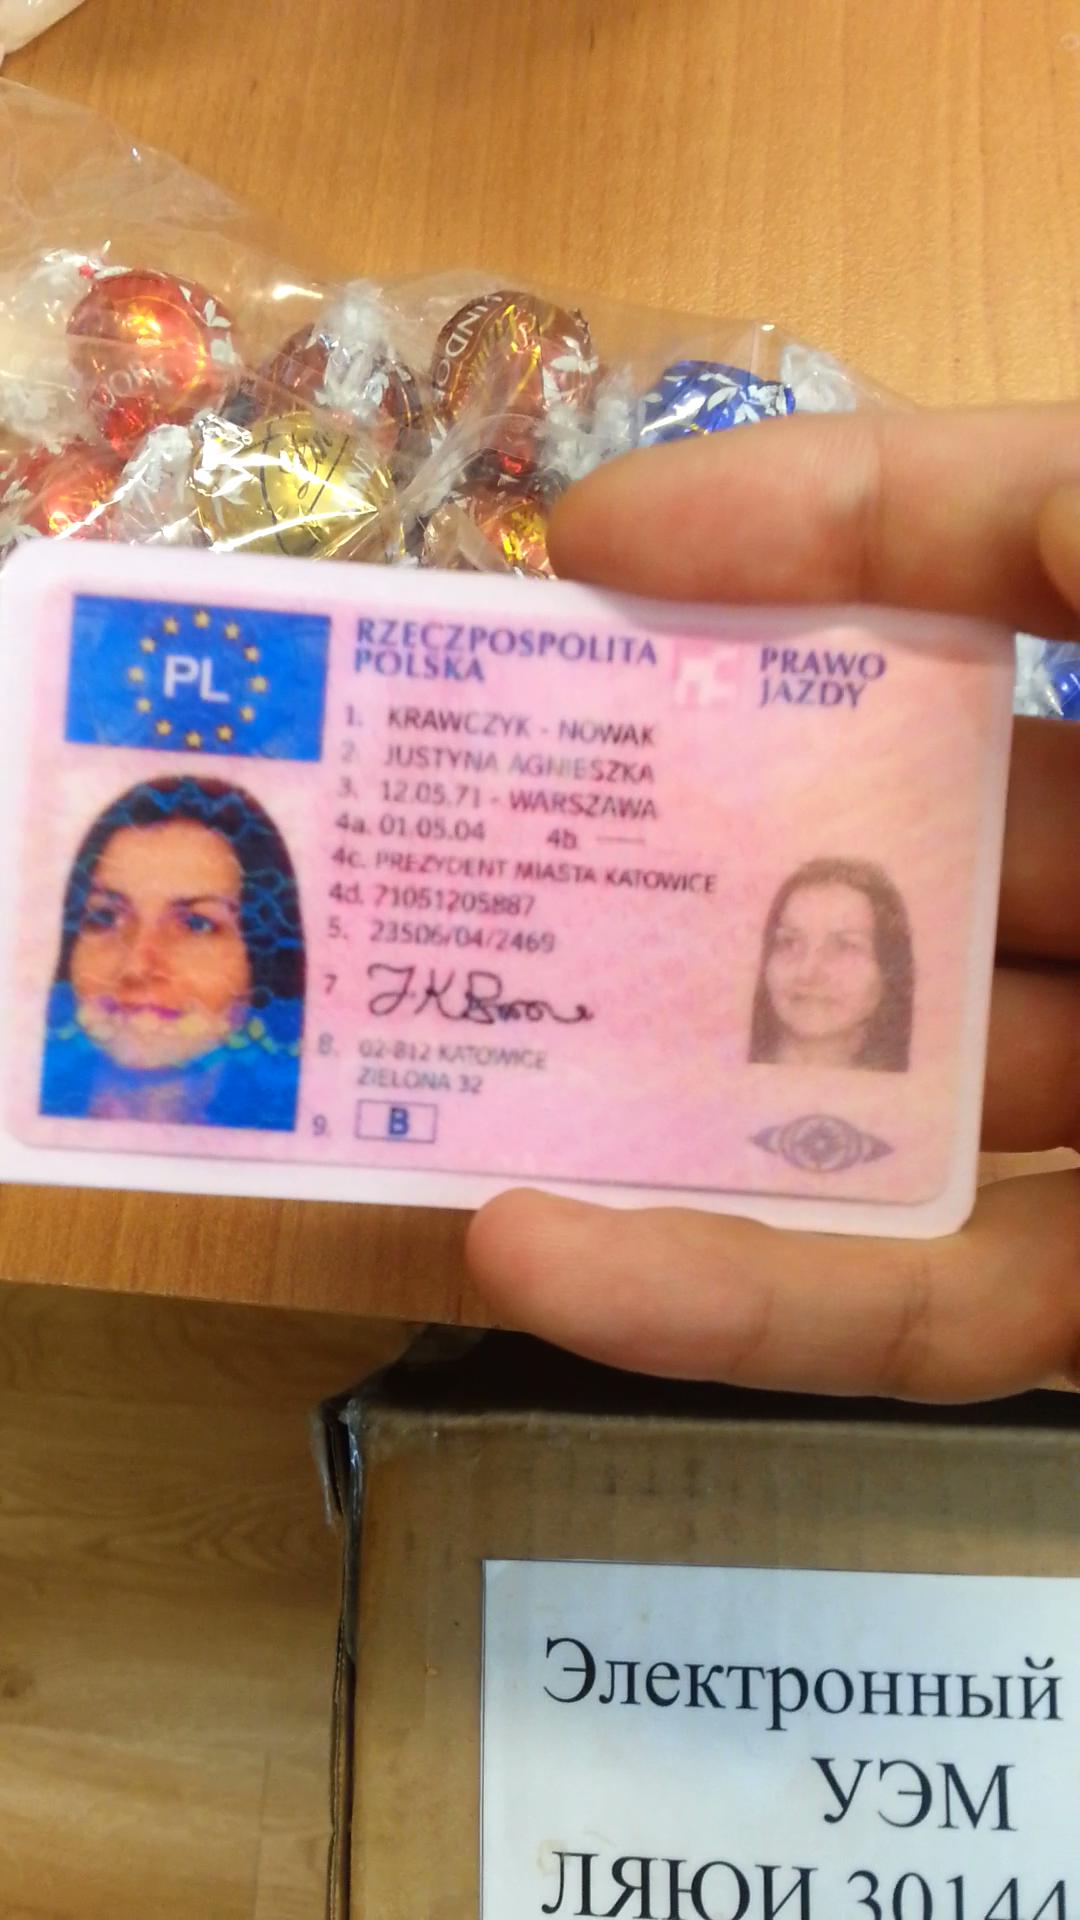 LINDO
PL
RZECZPOSPOLITA
POLSKA
PRAWO
JAZDY
1. KRAWCZYK - NOWAK
2. JUSTYNA AGNIESZKA
3. 12.05.71 - WARSZAWA
4a. 01.05.04 4b. —
4c. PREZYDENT MIASTA KATOWICE
4d. 71051205887
5. 23506/04/2469
7
8. 02-812 KATOWICE
ZIELONA 32
9. B
Электронный
УЭМ
ЛЯЮИ 30144